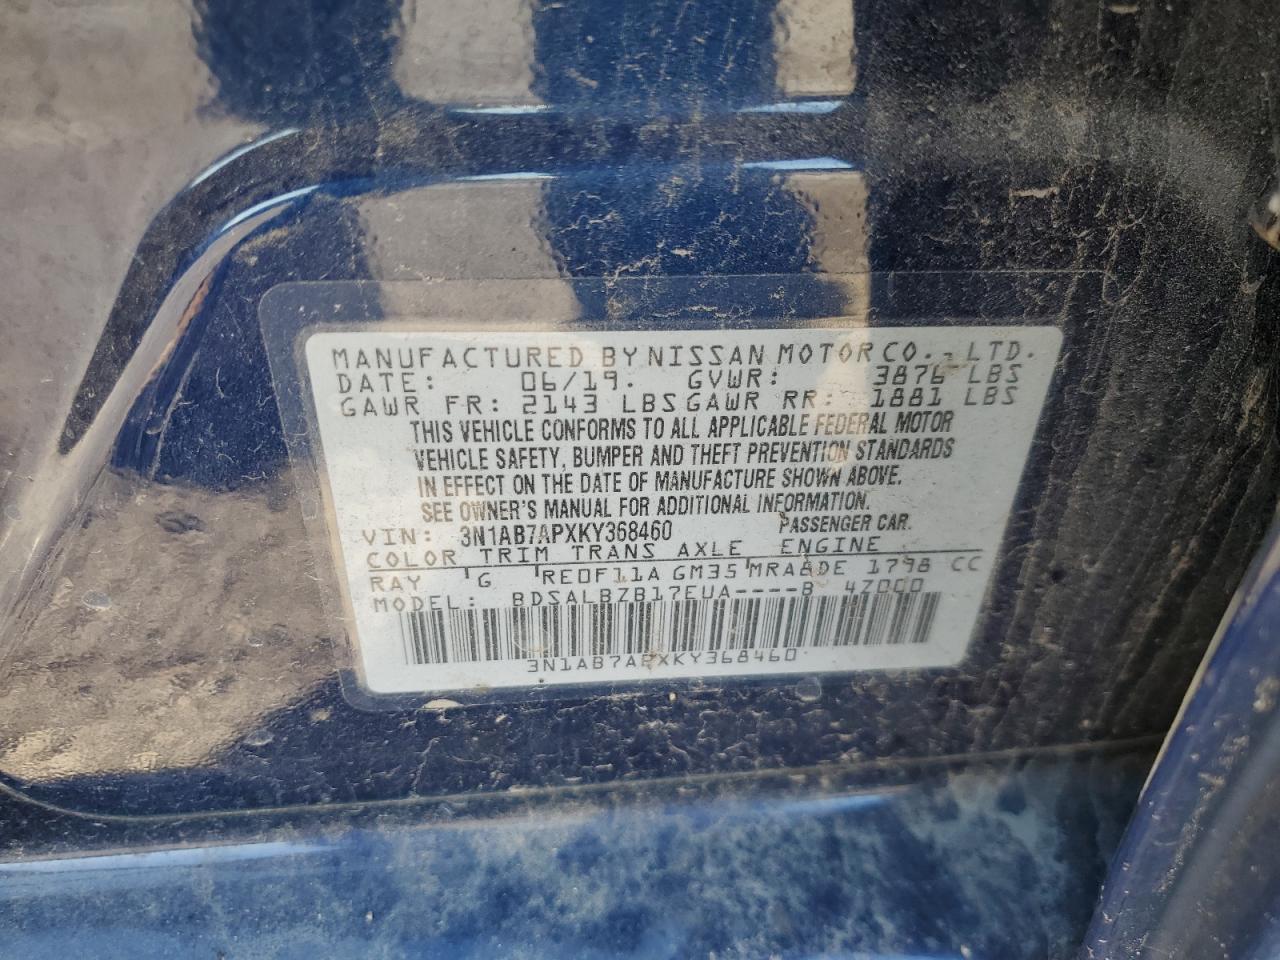 MANUFACTURED BY NISSAN MOTOR CO., LTD.
DATE: 06/19. GVWR: 3876 LBS
GAWR FR: 2143 LBS GAWR RR: 1881 LBS
THIS VEHICLE CONFORMS TO ALL APPLICABLE FEDERAL MOTOR
VEHICLE SAFETY, BUMPER AND THEFT PREVENTION STANDARDS
IN EFFECT ON THE DATE OF MANUFACTURE SHOWN ABOVE.
SEE OWNER'S MANUAL FOR ADDITIONAL INFORMATION.
VIN: 3N1AB7APXKY368460 PASSENGER CAR.
COLOR TRIM TRANS AXLE ENGINE
RAY G RE0F11A GM35 MRA8DE 1798 CC
MODEL: BDSALBZB17EUA----B 4Z000
3N1AB7APXKY368460